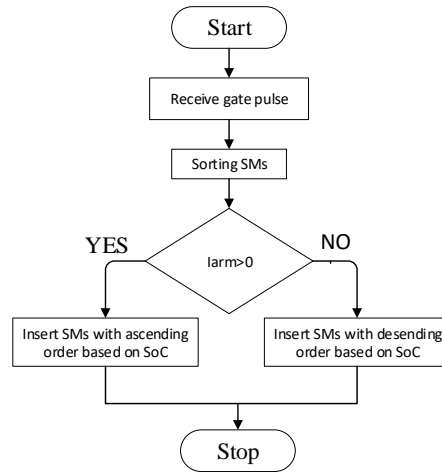 Start
Receive gate pulse
Sorting SMs
YES
NO
Iarm>0
Insert SMs with ascending
order based on SoC
Insert SMs with desending
order based on SoC
Stop